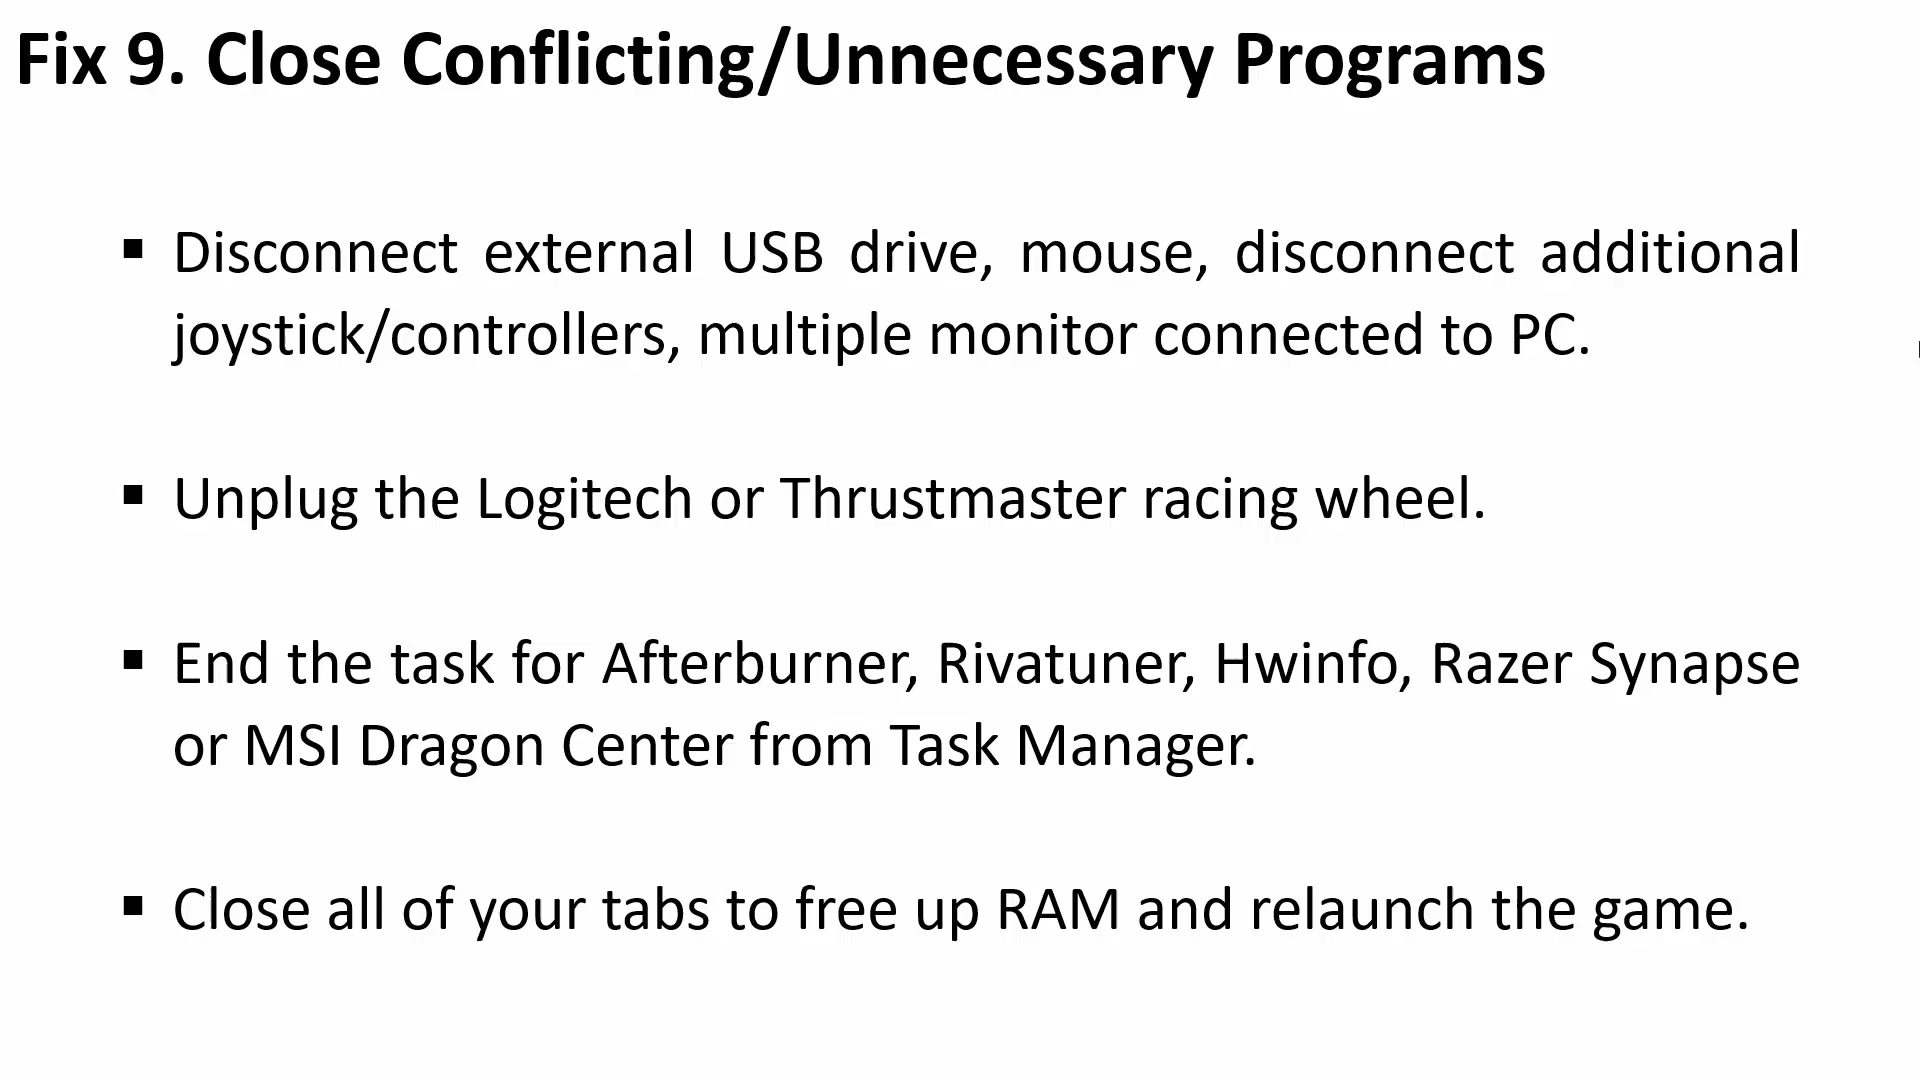 Fix 9. Close Conflicting/Unnecessary Programs
▪ Disconnect external USB drive, mouse, disconnect additional
joystick/controllers, multiple monitor connected to PC.
▪ Unplug the Logitech or Thrustmaster racing wheel.
▪ End the task for Afterburner, Rivatuner, Hwinfo, Razer Synapse
or MSI Dragon Center from Task Manager.
▪ Close all of your tabs to free up RAM and relaunch the game.